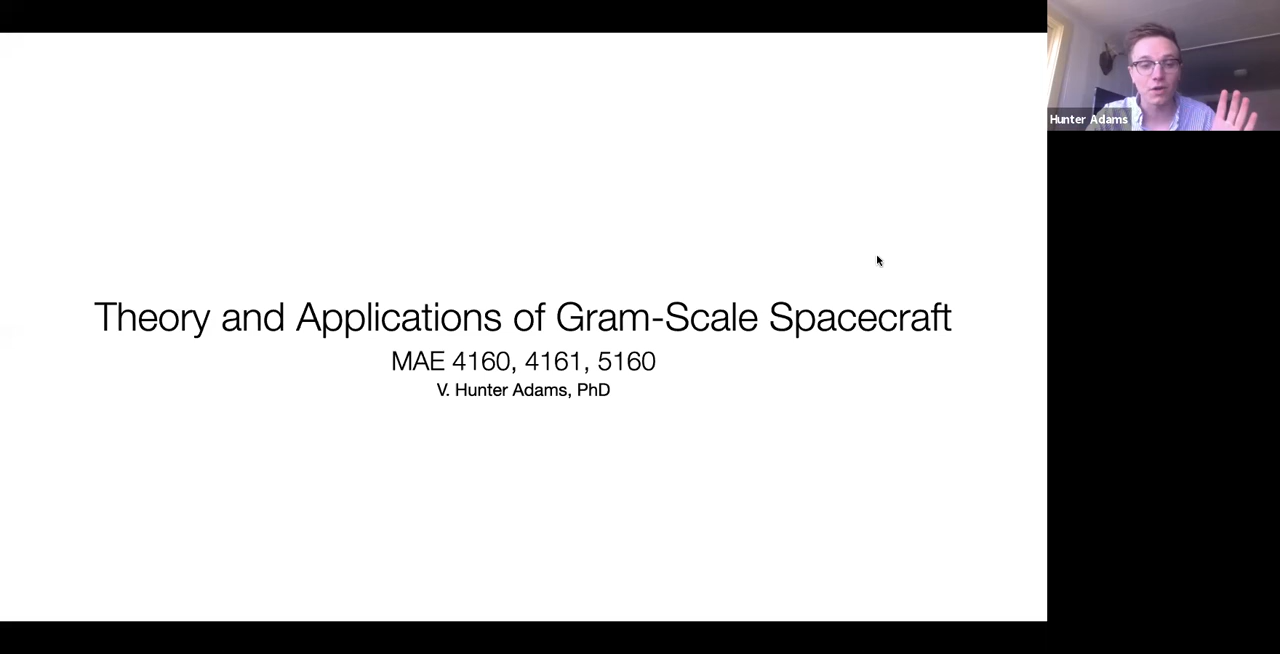 Theory and Applications of Gram-Scale Spacecraft
MAE 4160, 4161, 5160
V. Hunter Adams, PhD
Hunter Adams